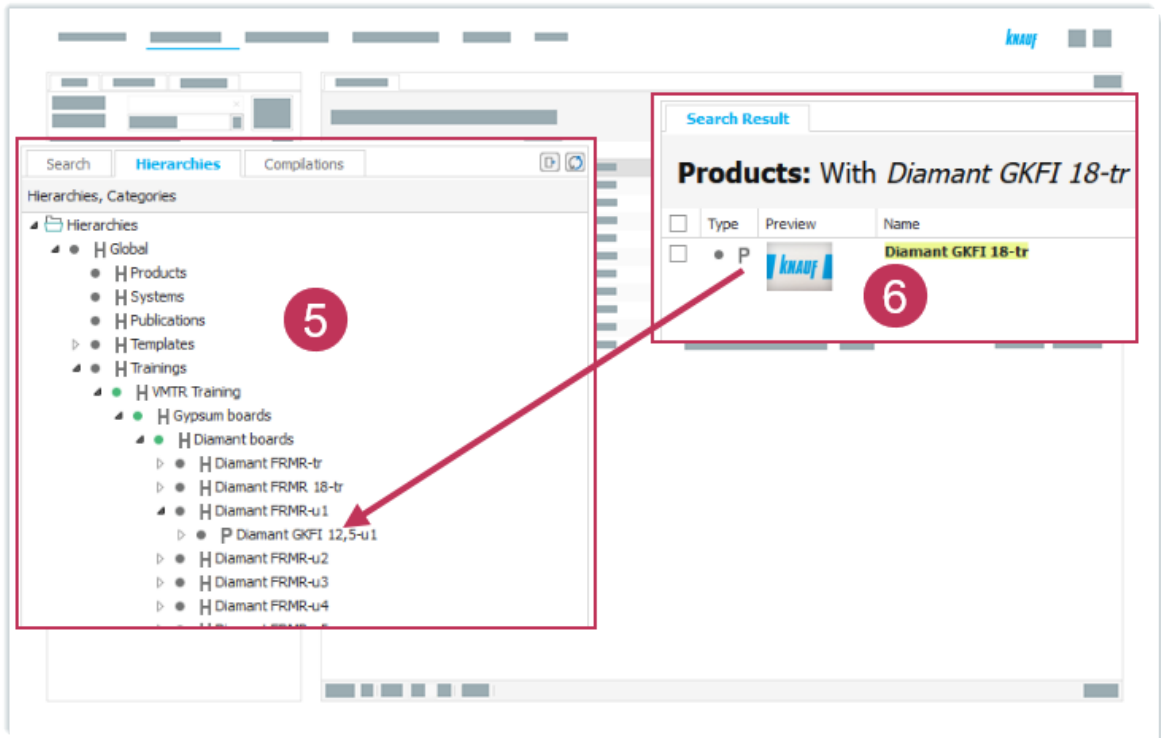 KNAUF
Search Hierarchies Compilations
Hierarchies, Categories
Hierarchies
H Global
H Products
H Systems
H Publications
H Templates
H Trainings
H VMTR Training
H Gypsum boards
H Diamant boards
H Diamant FRMR-tr
H Diamant FRMR 18-tr
H Diamant FRMR-u1
P Diamant GKFI 12,5-u1
H Diamant FRMR-u2
H Diamant FRMR-u3
H Diamant FRMR-u4
5
Search Result
Products: With Diamant GKFI 18-tr
Type Preview Name
P KNAUF Diamant GKFI 18-tr
6